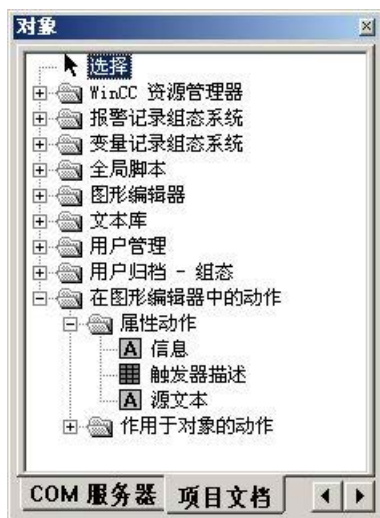 对象
选择
WinCC 资源管理器
报警记录组态系统
变量记录组态系统
全局脚本
图形编辑器
文本库
用户管理
用户归档 - 组态
在图形编辑器中的动作
属性动作
A 信息
触发器描述
A 源文本
作用于对象的动作
COM 服务器 项目文档